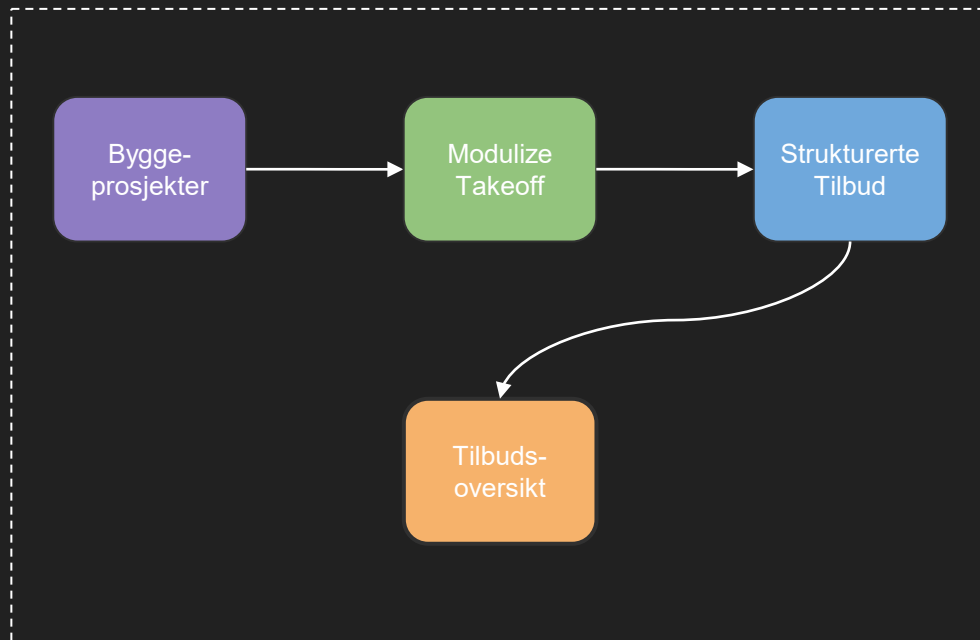 Bygge-
prosjekter
Modulize
Takeoff
Strukturerte
Tilbud
Tilbuds-
oversikt